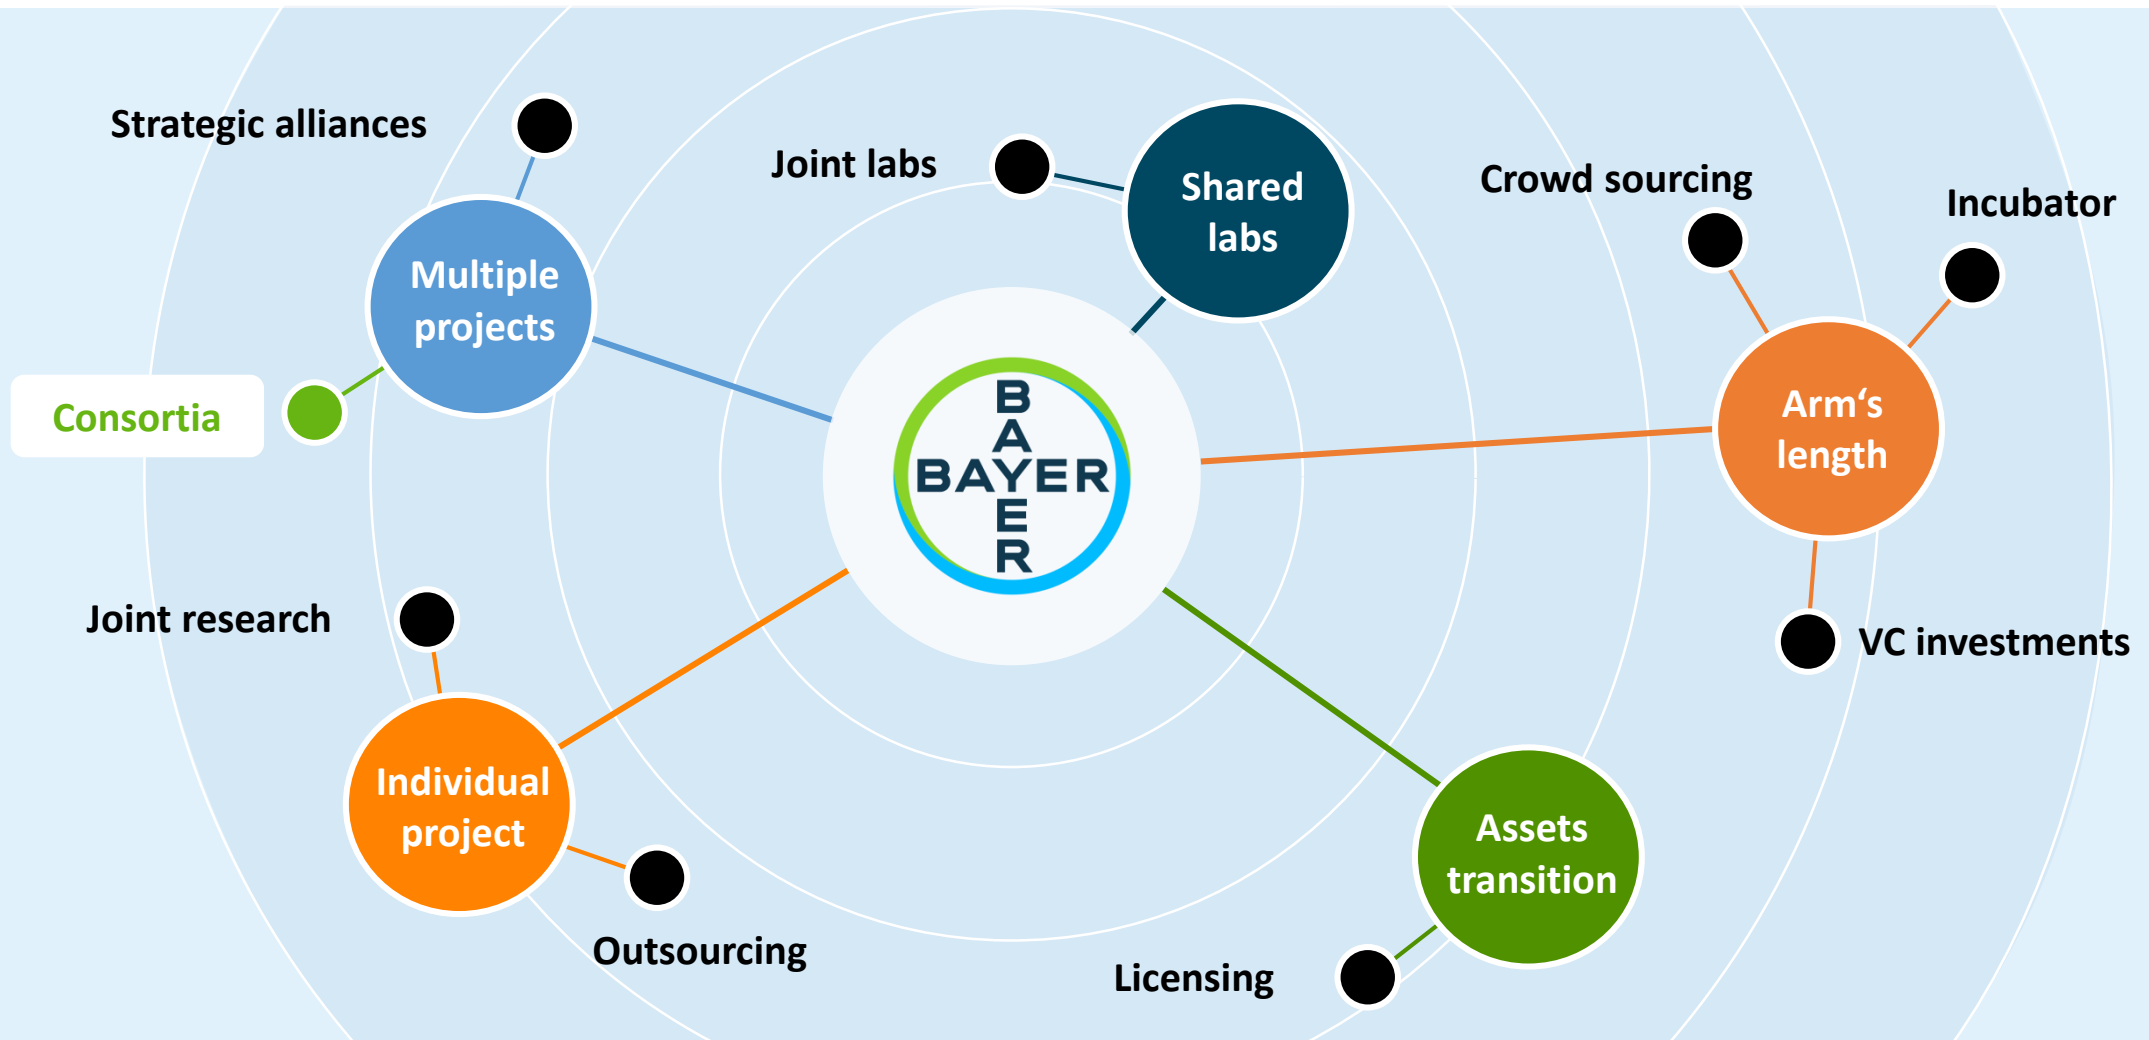 Strategic alliances
Joint labs
Shared
labs
Crowd sourcing
Incubator
Multiple
projects
Consortia
BAYER
BAYER
Arm‘s
length
Joint research
VC investments
Individual
project
Assets
transition
Outsourcing
Licensing